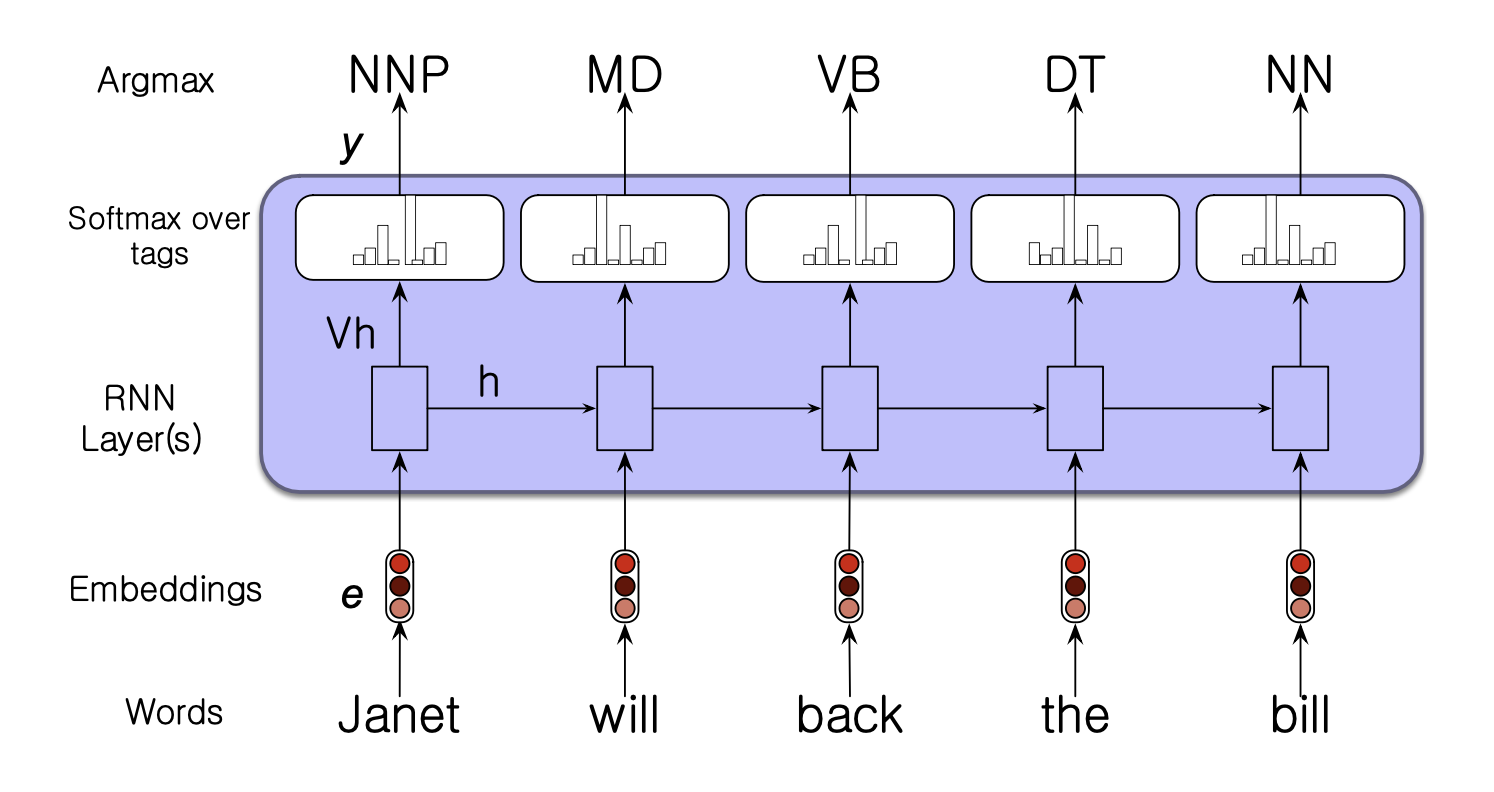 Argmax NNP MD VB DT NN
y
Softmax over
tags
Vh
h
RNN
Layer(s)
Embeddings e
Words Janet will back the bill